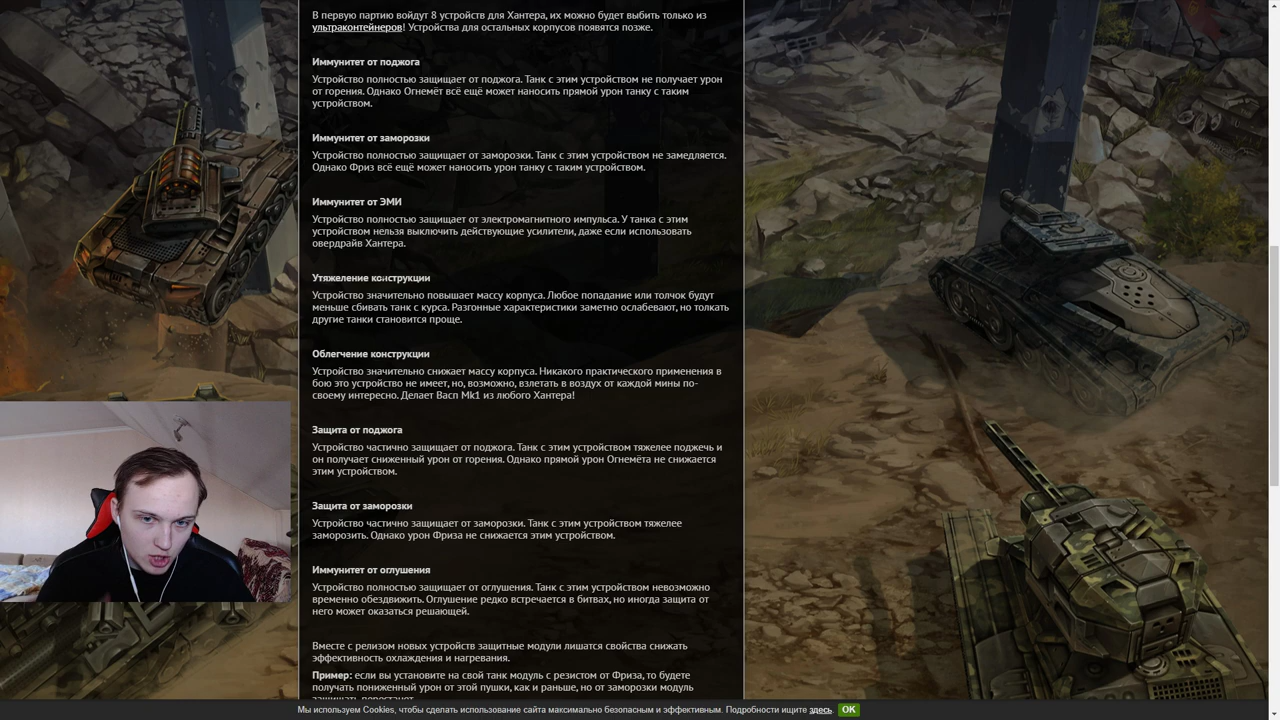 В первую партию войдут 8 устройств для Хантера, их можно будет выбить только из
ультраконтейнеров! Устройства для остальных корпусов появятся позже.
Иммунитет от поджога
Устройство полностью защищает от поджога. Танк с этим устройством не получает урон
от горения. Однако Огнемёт всё ещё может наносить прямой урон танку с таким
устройством.
Иммунитет от заморозки
Устройство полностью защищает от заморозки. Танк с этим устройством не замедляется.
Однако Фриз всё ещё может наносить урон танку с таким устройством.
Иммунитет от ЭМИ
Устройство полностью защищает от электромагнитного импульса. У танка с этим
устройством нельзя выключить действующие усилители, даже если использовать
овердрайв Хантера.
Утяжеление конструкции
Устройство значительно повышает массу корпуса. Любое попадание или толчок будут
меньше сбивать танк с курса. Разгонные характеристики заметно ослабевают, но толкать
другие танки становится проще.
Облегчение конструкции
Устройство значительно снижает массу корпуса. Никакого практического применения в
бою это устройство не имеет, но, возможно, взлетать в воздух от каждой мины по-
своему интересно. Делает Васп Mk1 из любого Хантера!
Защита от поджога
Устройство частично защищает от поджога. Танк с этим устройством тяжелее поджечь и
он получает сниженный урон от горения. Однако прямой урон Огнемёта не снижается
этим устройством.
Защита от заморозки
Устройство частично защищает от заморозки. Танк с этим устройством тяжелее
заморозить. Однако урон Фриза не снижается этим устройством.
Иммунитет от оглушения
Устройство полностью защищает от оглушения. Танк с этим устройством невозможно
временно обездвижить. Оглушение редко встречается в битвах, но иногда защита от
него может оказаться решающей.
Вместе с релизом новых устройств защитные модули лишатся свойства снижать
эффективность охлаждения и нагревания.
Пример: если вы установите на свой танк модуль с резистом от Фриза, то будете
получать пониженный урон от этой пушки, как и раньше, но от заморозки модуль
защищать перестанет.
Мы используем Cookies, чтобы сделать использование сайта максимально безопасным и эффективным. Подробности ищите здесь. OK